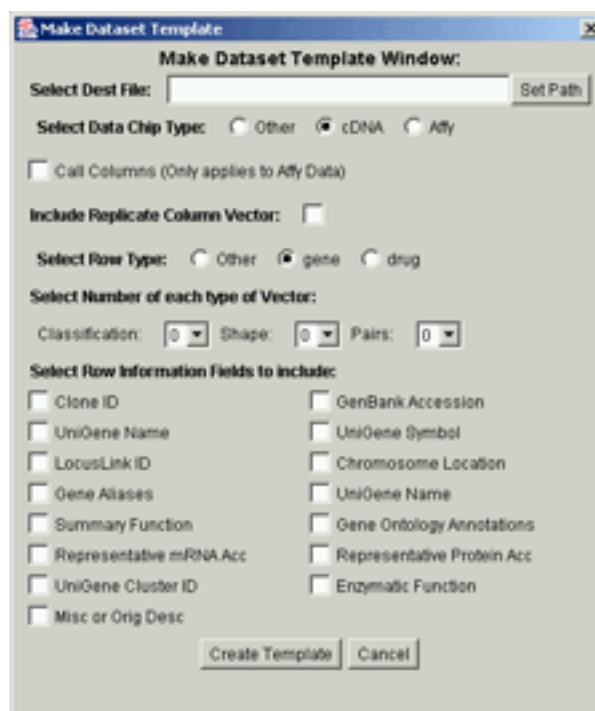 Make Dataset Template
Make Dataset Template Window:
Select Dest File: Set Path
Select Data Chip Type: Other cDNA Affy
Call Columns (Only applies to Affy Data)
Include Replicate Column Vector:
Select Row Type: Other gene drug
Select Number of each type of Vector:
Classification: 0 Shape: 0 Pairs: 0
Select Row Information Fields to include:
Clone ID GenBank Accession
UniGene Name UniGene Symbol
LocusLink ID Chromosome Location
Gene Aliases UniGene Name
Summary Function Gene Ontology Annotations
Representative mRNA Acc Representative Protein Acc
UniGene Cluster ID Enzymatic Function
Misc or Orig Desc
Create Template Cancel